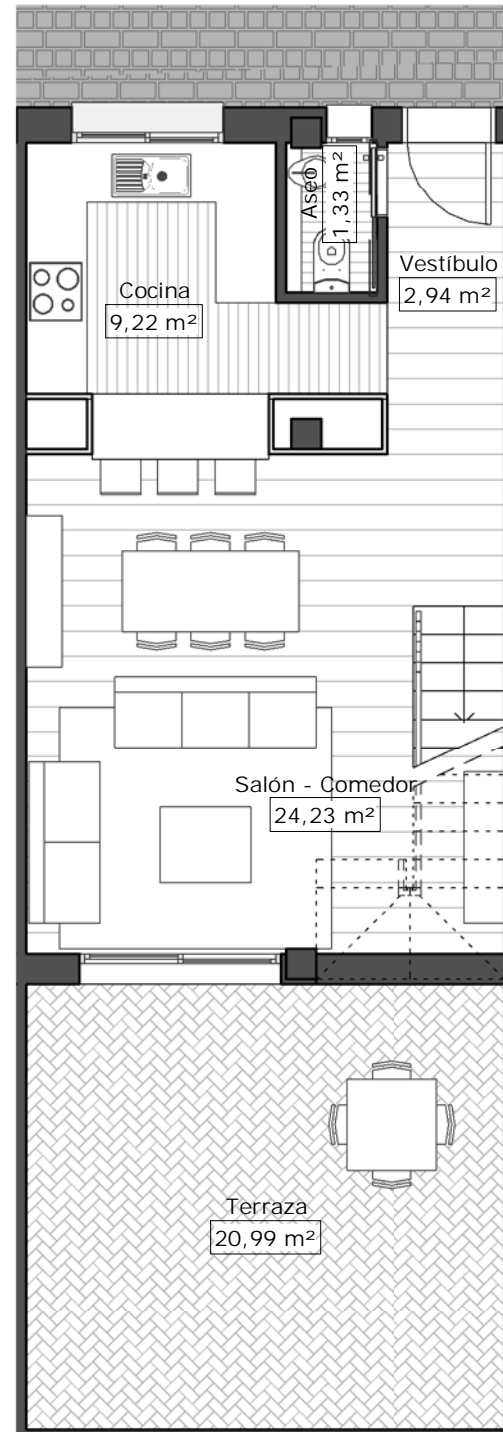 Aseo
1,33 m²
Vestíbulo
2,94 m²
Cocina
9,22 m²
Salón - Comedor
24,23 m²
Terraza
20,99 m²